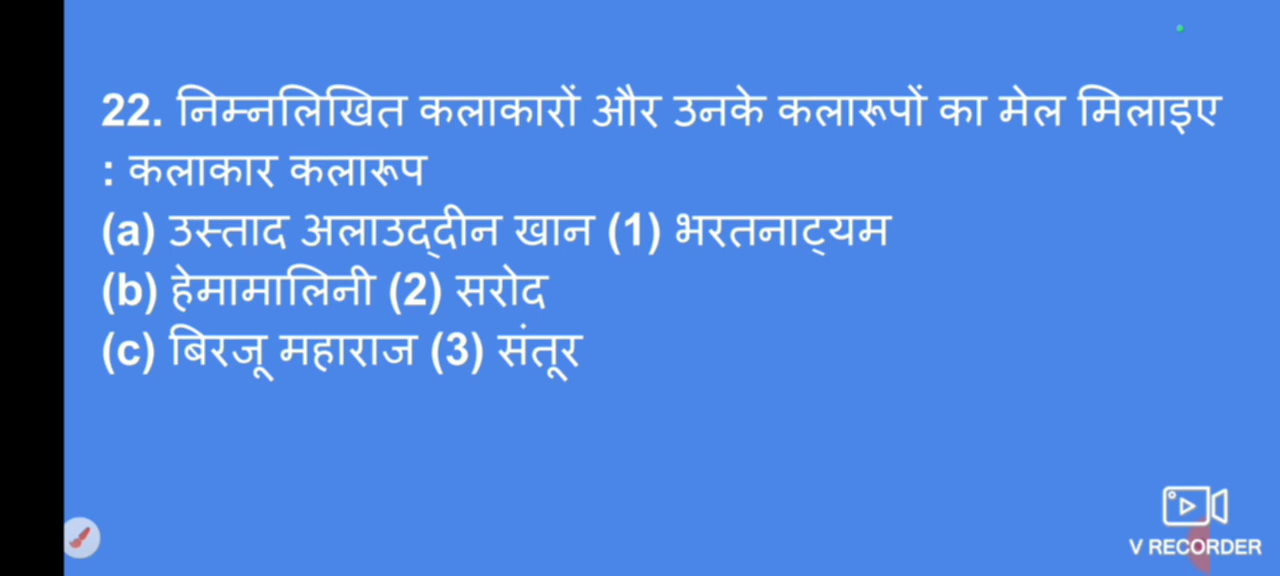 22. निम्नलिखित कलाकारों और उनके कलारूपों का मेल मिलाइए
: कलाकार कलारूप
(a) उस्ताद अलाउद्‌दीन खान (1) भरतनाट्‌यम
(b) हेमामालिनी (2) सरोद
(c) बिरजू महाराज (3) संतूर
V RECORDER